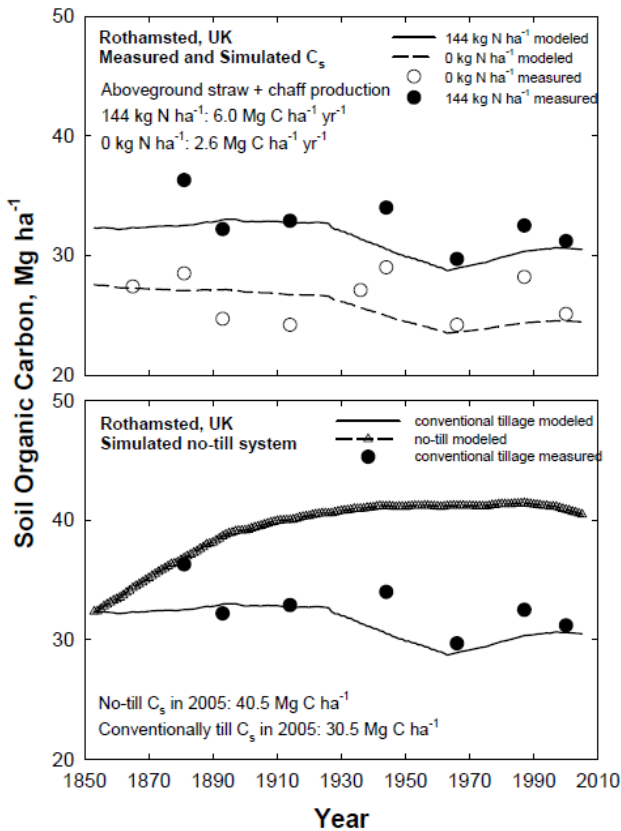 Soil Organic Carbon, Mg ha⁻¹
50
40
30
20
Rothamsted, UK
Measured and Simulated Cₛ
Aboveground straw + chaff production
144 kg N ha⁻¹: 6.0 Mg C ha⁻¹ yr⁻¹
0 kg N ha⁻¹: 2.6 Mg C ha⁻¹ yr⁻¹
144 kg N ha⁻¹ modeled
0 kg N ha⁻¹ modeled
0 kg N ha⁻¹ measured
144 kg N ha⁻¹ measured
50
40
30
20
Rothamsted, UK
Simulated no-till system
conventional tillage modeled
no-till modeled
conventional tillage measured
No-till Cₛ in 2005: 40.5 Mg C ha⁻¹
Conventionally till Cₛ in 2005: 30.5 Mg C ha⁻¹
1850 1870 1890 1910 1930 1950 1970 1990 2010
Year